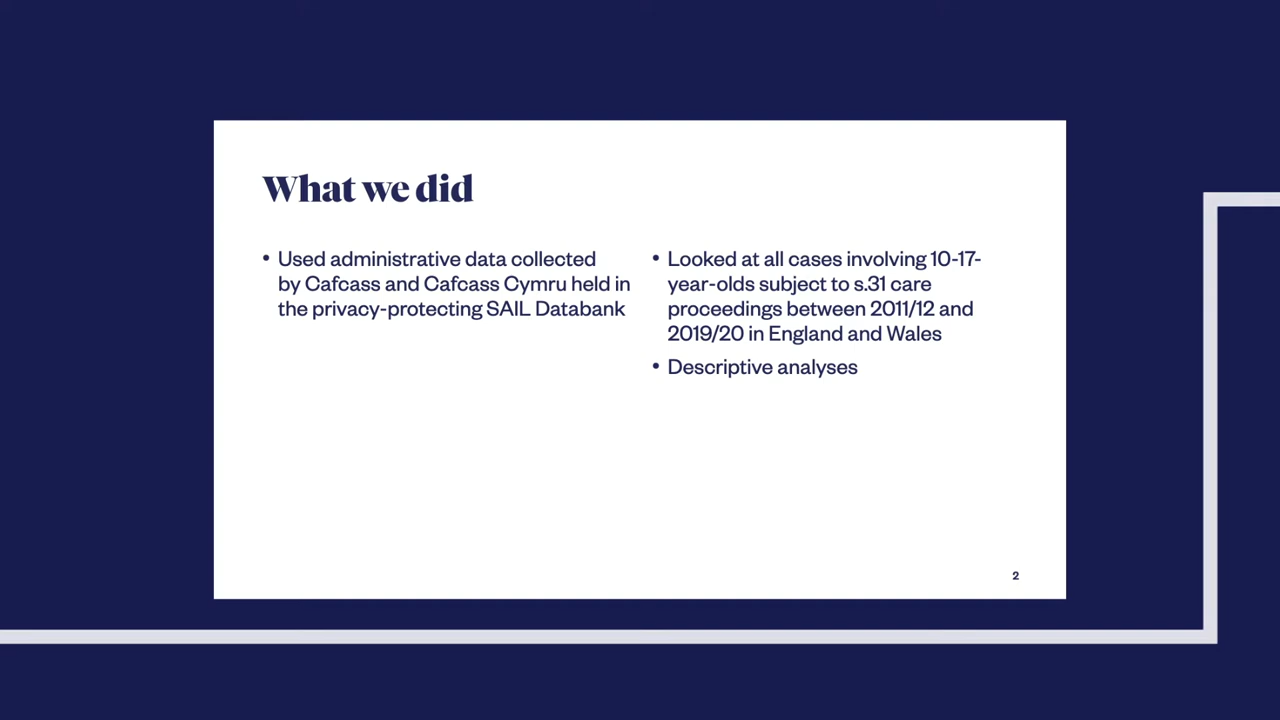 What we did
• Used administrative data collected
by Cafcass and Cafcass Cymru held in
the privacy-protecting SAIL Databank
• Looked at all cases involving 10-17-
year-olds subject to s.31 care
proceedings between 2011/12 and
2019/20 in England and Wales
• Descriptive analyses
2